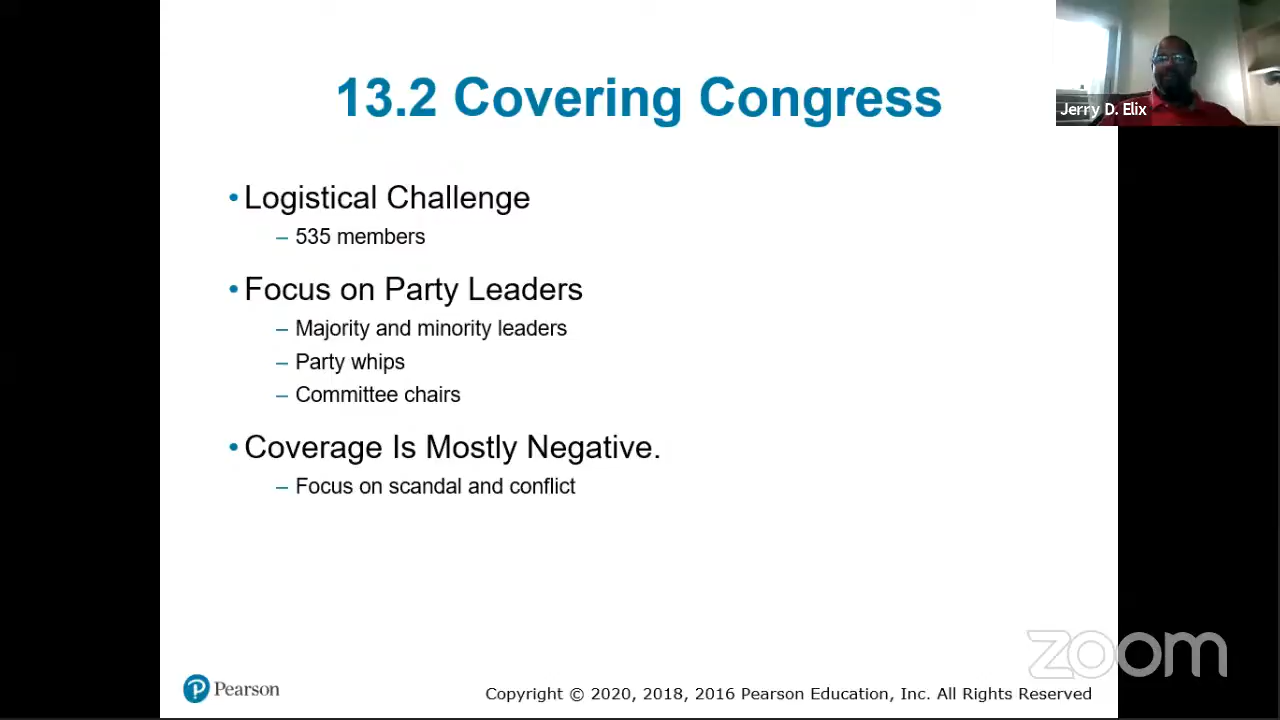 13.2 Covering Congress
Jerry D. Elix
• Logistical Challenge
– 535 members
• Focus on Party Leaders
– Majority and minority leaders
– Party whips
– Committee chairs
• Coverage Is Mostly Negative.
– Focus on scandal and conflict
zoom
Pearson
Copyright © 2020, 2018, 2016 Pearson Education, Inc. All Rights Reserved